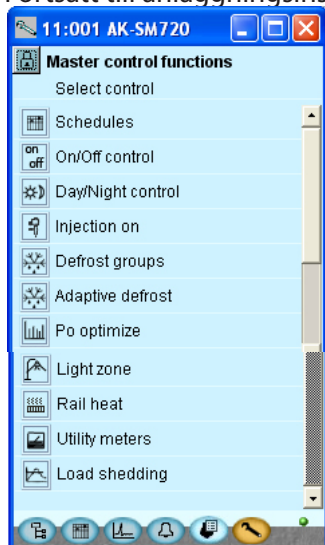 11:001 AK-SM720
Master control functions
Select control
Schedules
on
off
On/Off control
Day/Night control
Injection on
Defrost groups
Adaptive defrost
Po optimize
Light zone
Rail heat
Utility meters
Load shedding